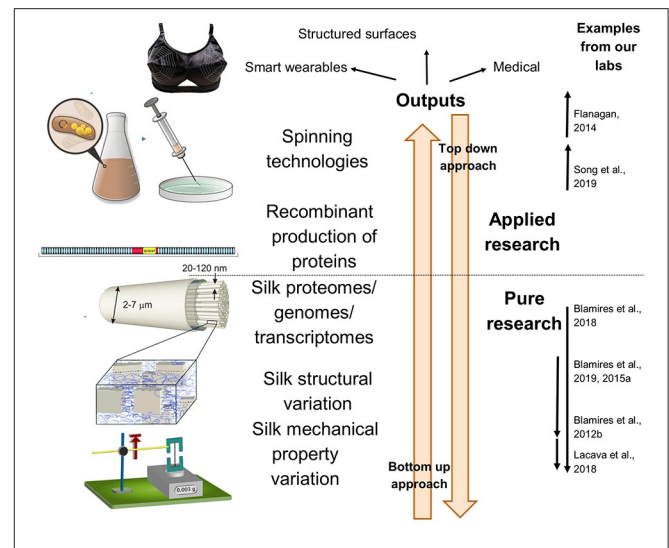 Structured surfaces
Smart wearables
Medical
Outputs
Examples
from our
labs
Flanagan,
2014
Top down
approach
Spinning
technologies
Song et al.,
2019
Recombinant
production of
proteins
Applied
research
20-120 nm
2-7 µm
Silk proteomes/
genomes/
transcriptomes
Pure
research
Blamires et al.,
2018
Blamires et al.,
2019, 2015a
Silk structural
variation
Silk mechanical
property
variation
Blamires et al.,
2012b
Lacava et al.,
2018
Bottom up
approach
0.003 g